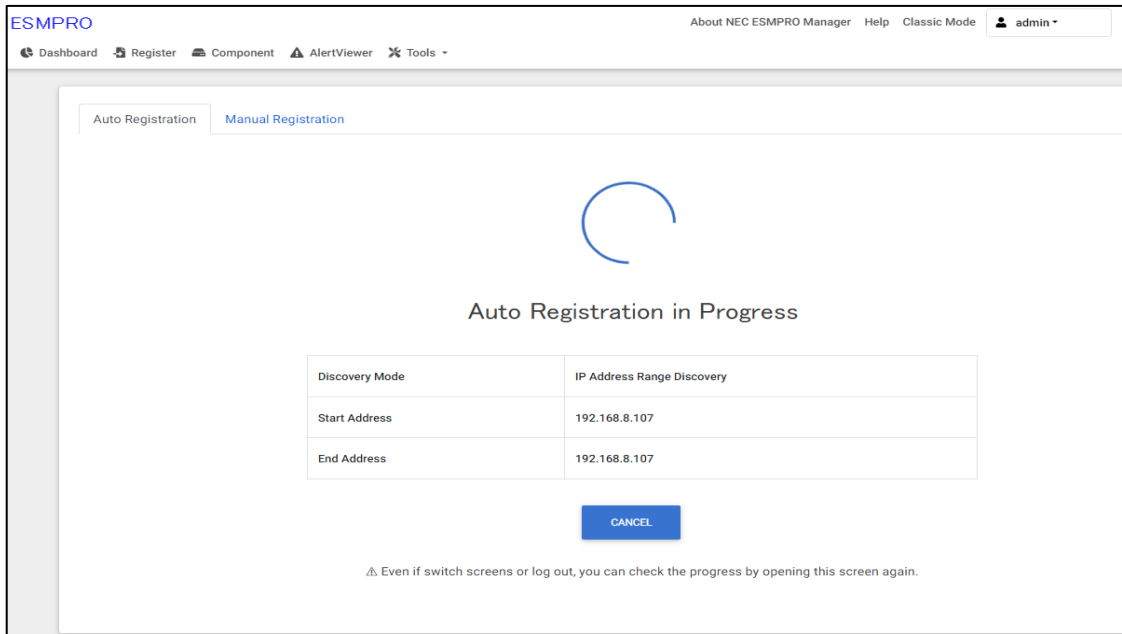 ESMPRO
About NEC ESMPRO Manager Help Classic Mode admin
Dashboard Register Component AlertViewer Tools
Auto Registration Manual Registration
Auto Registration in Progress
Discovery Mode IP Address Range Discovery
Start Address 192.168.8.107
End Address 192.168.8.107
CANCEL
⚠ Even if switch screens or log out, you can check the progress by opening this screen again.